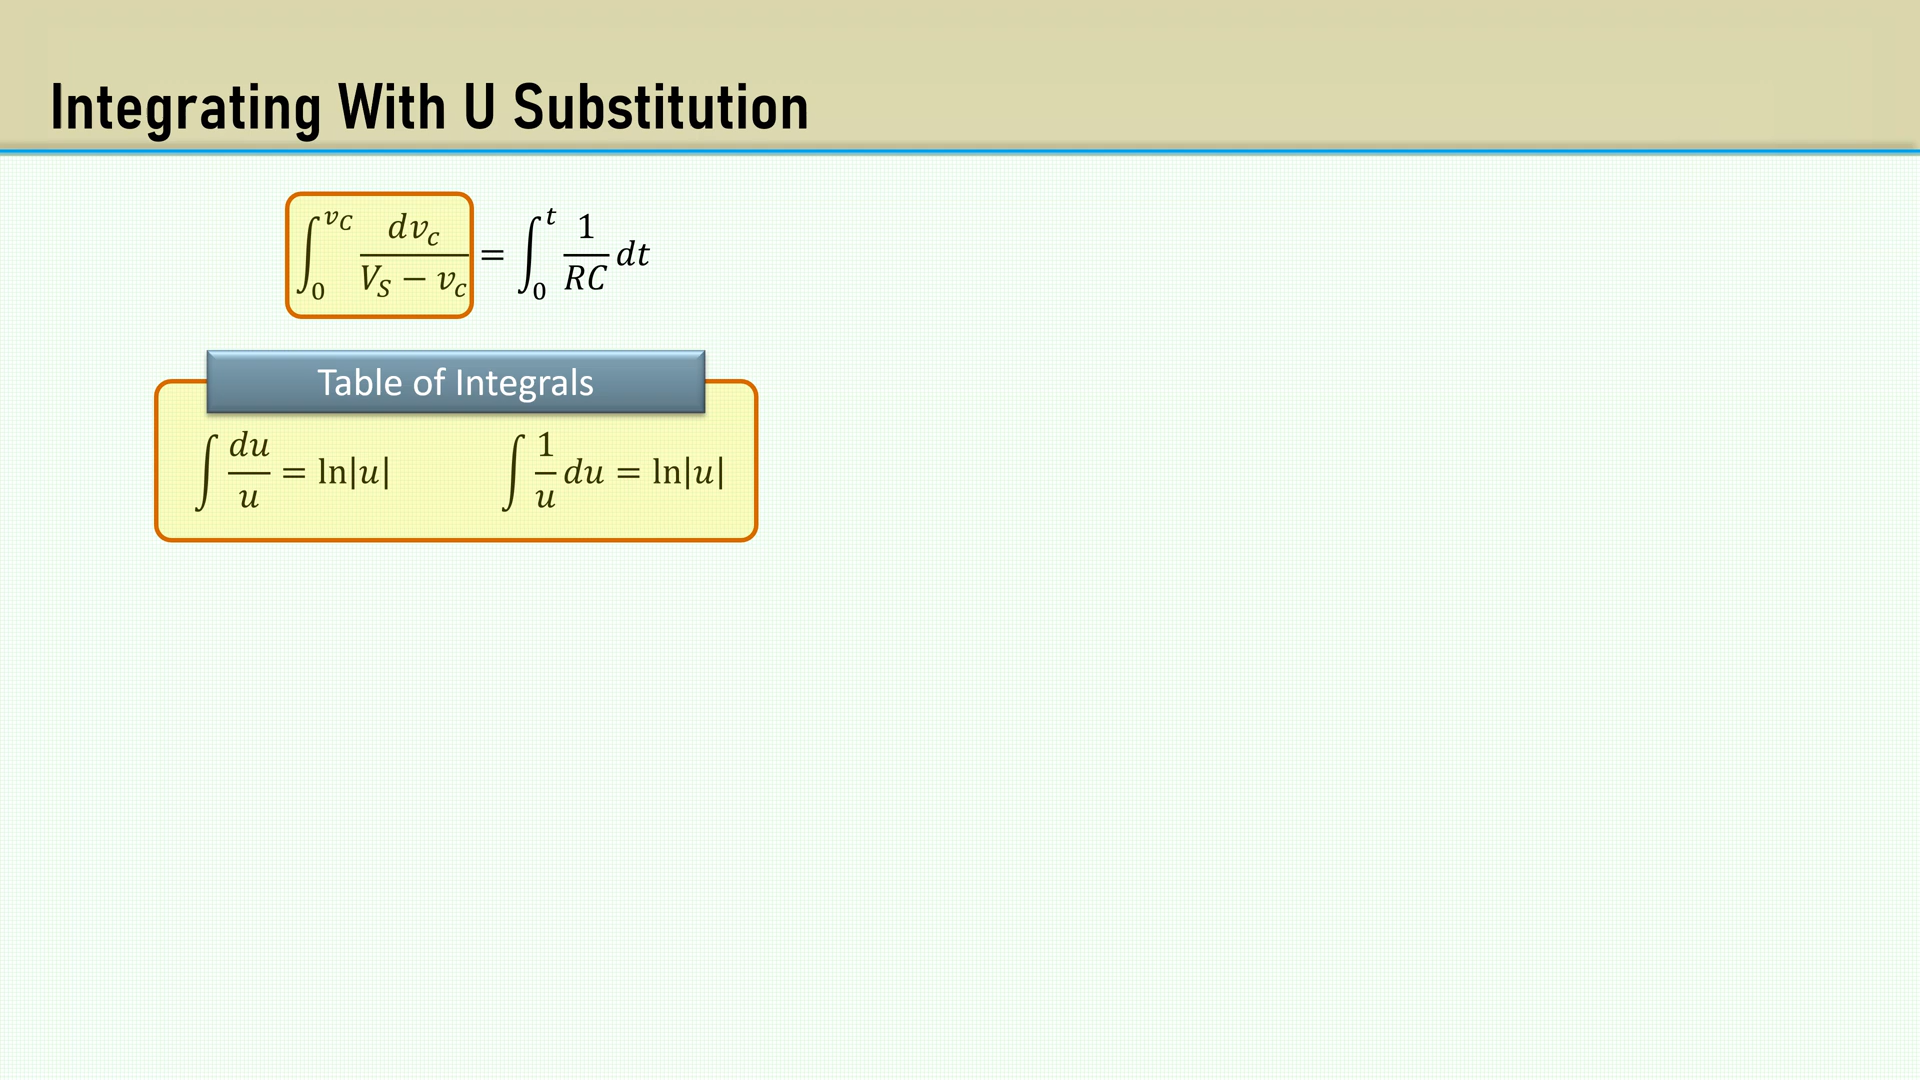 Integrating With U Substitution
∫₀^{v_C} dv_c / (V_S − v_c) = ∫₀^t 1/(RC) dt
Table of Integrals
∫ du/u = ln|u|    ∫ 1/u du = ln|u|